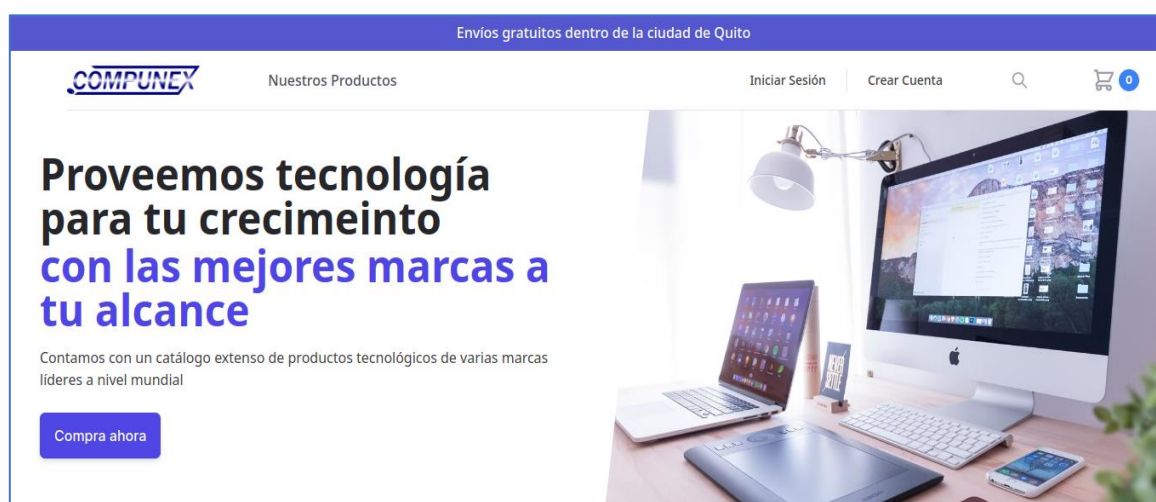 Envíos gratuitos dentro de la ciudad de Quito
COMPUNEX
Nuestros Productos
Iniciar Sesión
Crear Cuenta
0
Proveemos tecnología
para tu crecimeinto
con las mejores marcas a
tu alcance
Contamos con un catálogo extenso de productos tecnológicos de varias marcas
líderes a nivel mundial
Compra ahora